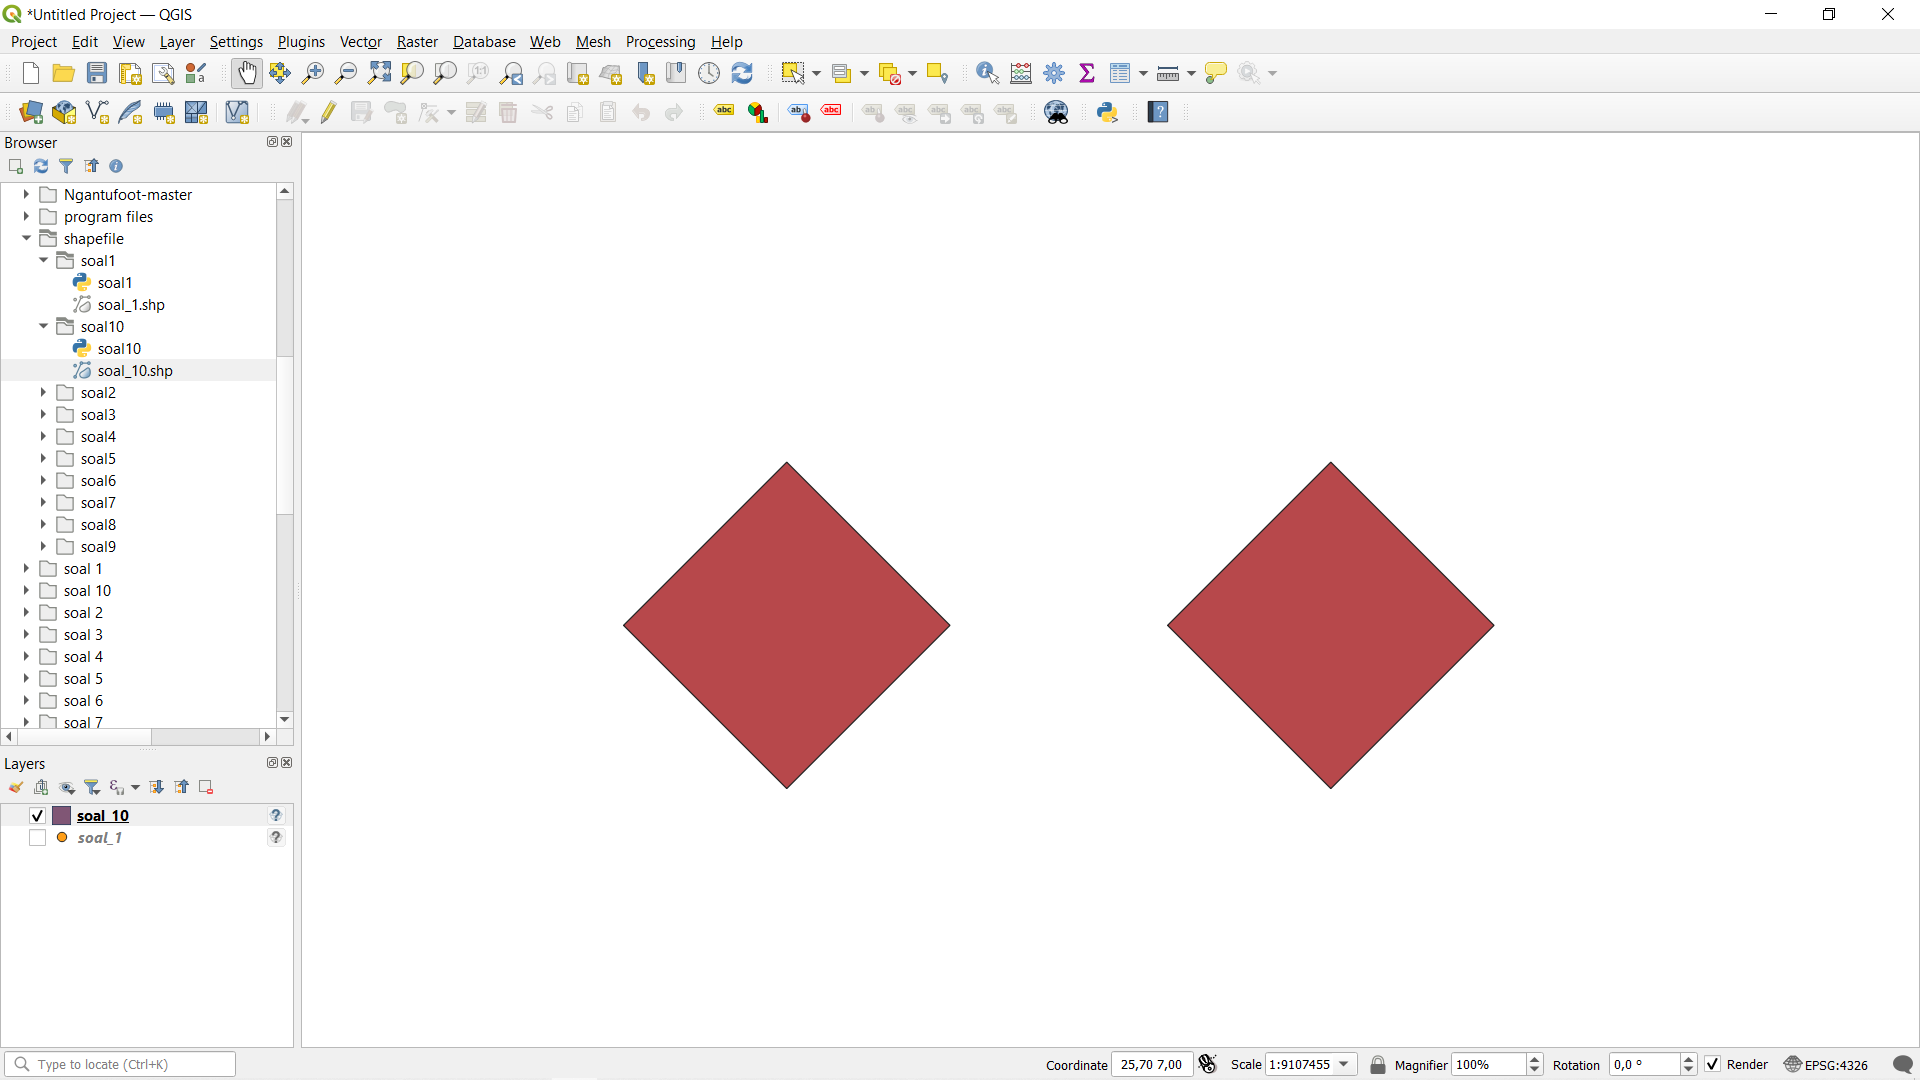 *Untitled Project — QGIS
Project Edit View Layer Settings Plugins Vector Raster Database Web Mesh Processing Help
Browser
Ngantufoot-master
program files
shapefile
soal1
soal1
soal_1.shp
soal10
soal10
soal_10.shp
soal2
soal3
soal4
soal5
soal6
soal7
soal8
soal9
soal 1
soal 10
soal 2
soal 3
soal 4
soal 5
soal 6
soal 7
Layers
soal_10
soal_1
Type to locate (Ctrl+K)
Coordinate 25,70 7,00 Scale 1:9107455 Magnifier 100% Rotation 0,0 ° Render EPSG:4326